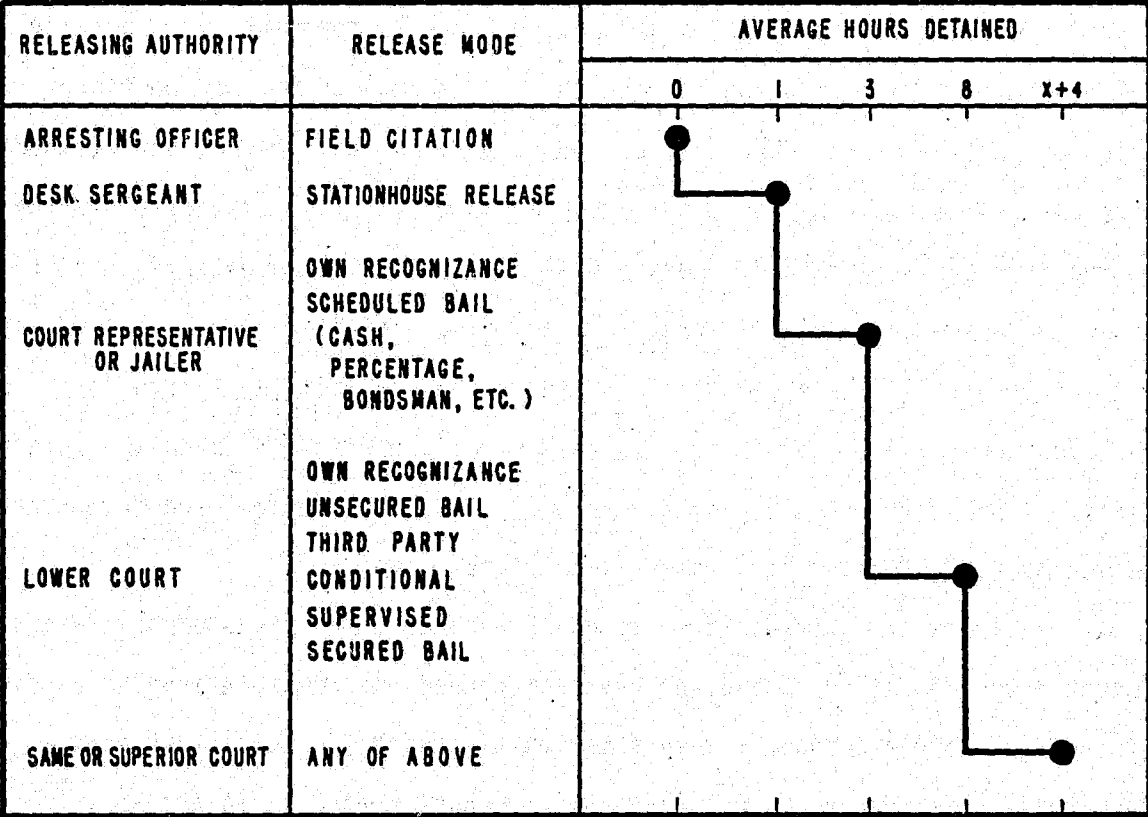 RELEASING AUTHORITY RELEASE MODE AVERAGE HOURS DETAINED
0 1 3 8 X+4
ARRESTING OFFICER FIELD CITATION
DESK SERGEANT STATIONHOUSE RELEASE
OWN RECOGNIZANCE
SCHEDULED BAIL
COURT REPRESENTATIVE (CASH,
OR JAILER PERCENTAGE,
BONDSMAN, ETC.)
OWN RECOGNIZANCE
UNSECURED BAIL
THIRD PARTY
LOWER COURT CONDITIONAL
SUPERVISED
SECURED BAIL
SAME OR SUPERIOR COURT ANY OF ABOVE